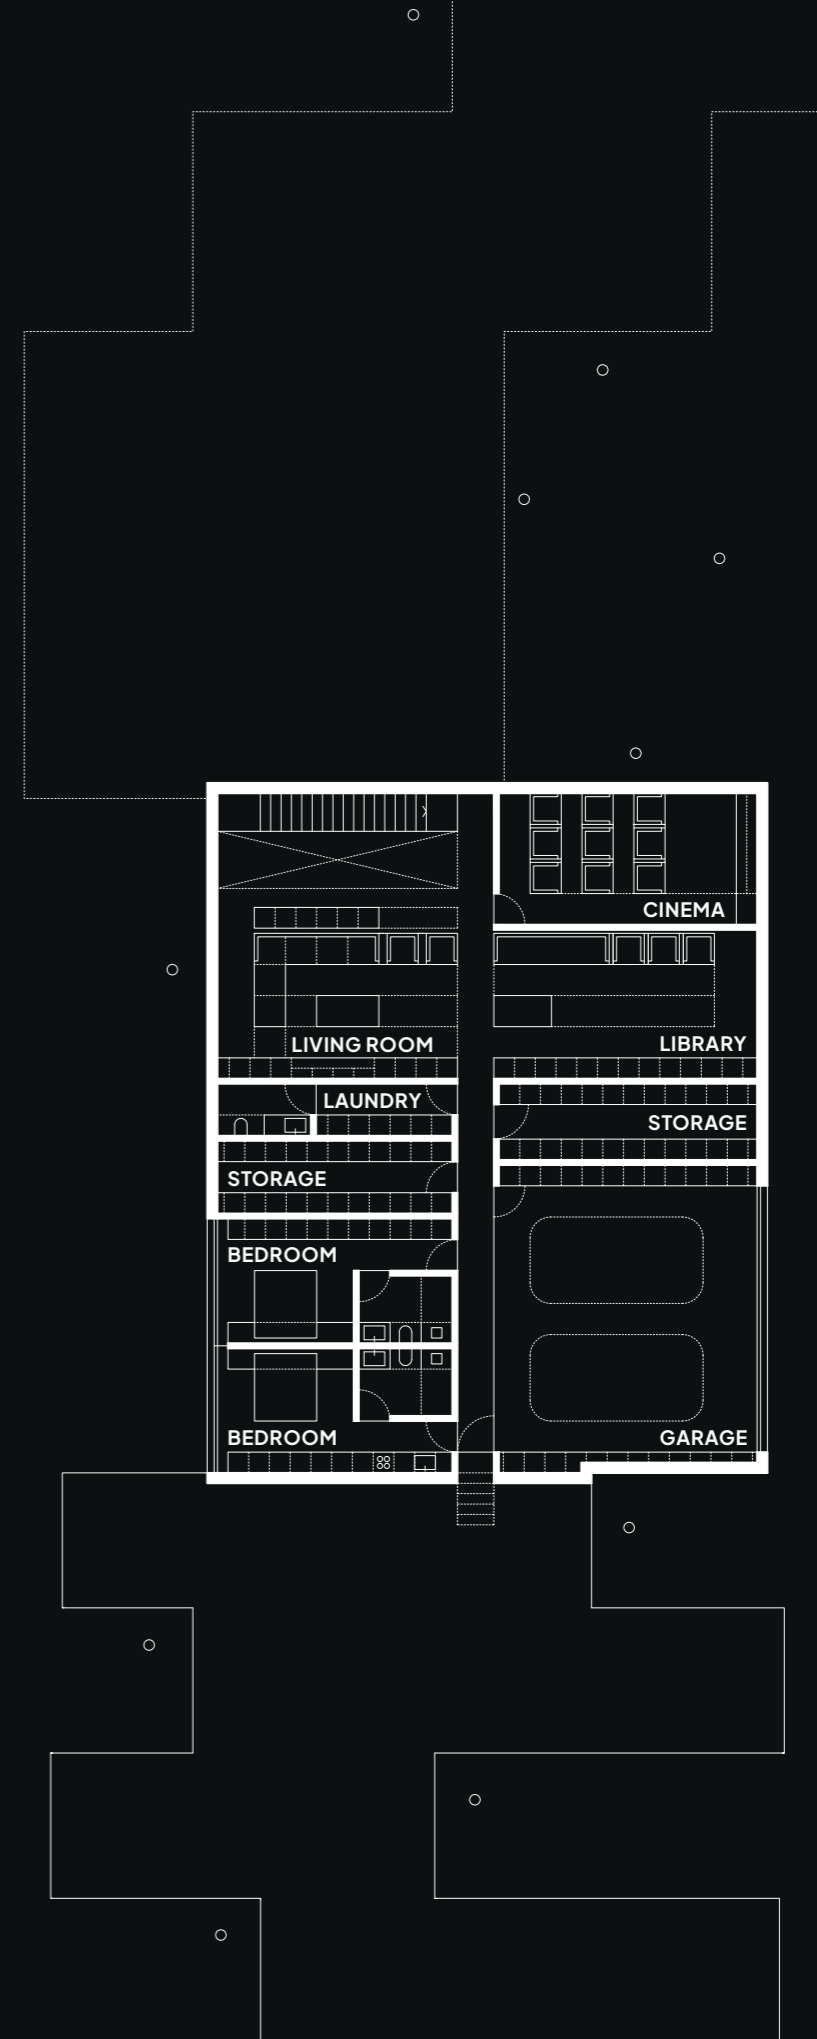 CINEMA
LIVING ROOM
LIBRARY
LAUNDRY
STORAGE
STORAGE
BEDROOM
BEDROOM
GARAGE